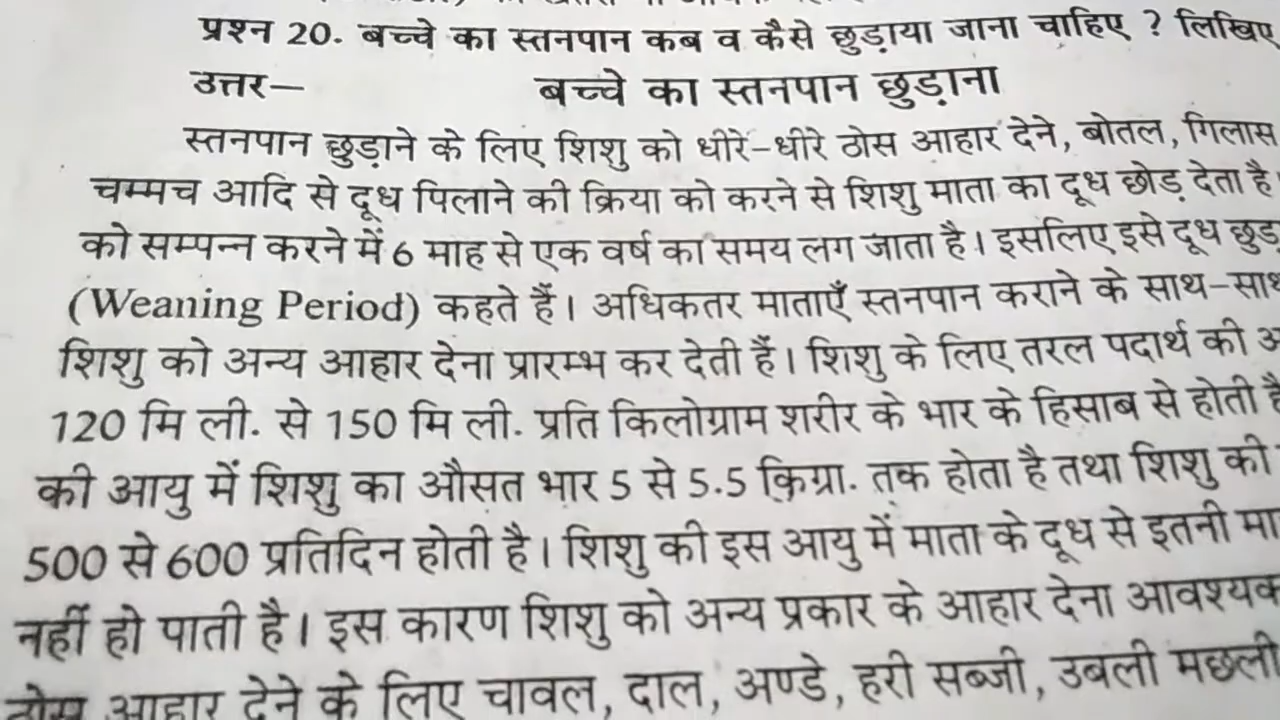 प्रश्न 20. बच्चे का स्तनपान कब व कैसे छुड़ाया जाना चाहिए ? लिखिए
उत्तर— बच्चे का स्तनपान छुड़ाना
स्तनपान छुड़ाने के लिए शिशु को धीरे-धीरे ठोस आहार देने, बोतल, गिलास
चम्मच आदि से दूध पिलाने की क्रिया को करने से शिशु माता का दूध छोड़ देता है।
को सम्पन्न करने में 6 माह से एक वर्ष का समय लग जाता है। इसलिए इसे दूध
(Weaning Period) कहते हैं। अधिकतर माताएँ स्तनपान कराने के
शिशु को अन्य आहार देना प्रारम्भ कर देती हैं। शिशु के लिए तरल पदार्थ की
120 मि ली. से 150 मि ली. प्रति किलोग्राम शरीर के भार के हिसाब से होती
की आयु में शिशु का औसत भार 5 से 5.5 किग्रा. तक होता है तथा शिशु की
500 से 600 प्रतिदिन होती है। शिशु की इस आयु में माता के दूध से इतनी
नहीं हो पाती है। इस कारण शिशु को अन्य प्रकार के आहार देना
ठोस आहार देने के लिए चावल, दाल, अण्डे, हरी सब्जी, उबली मछली